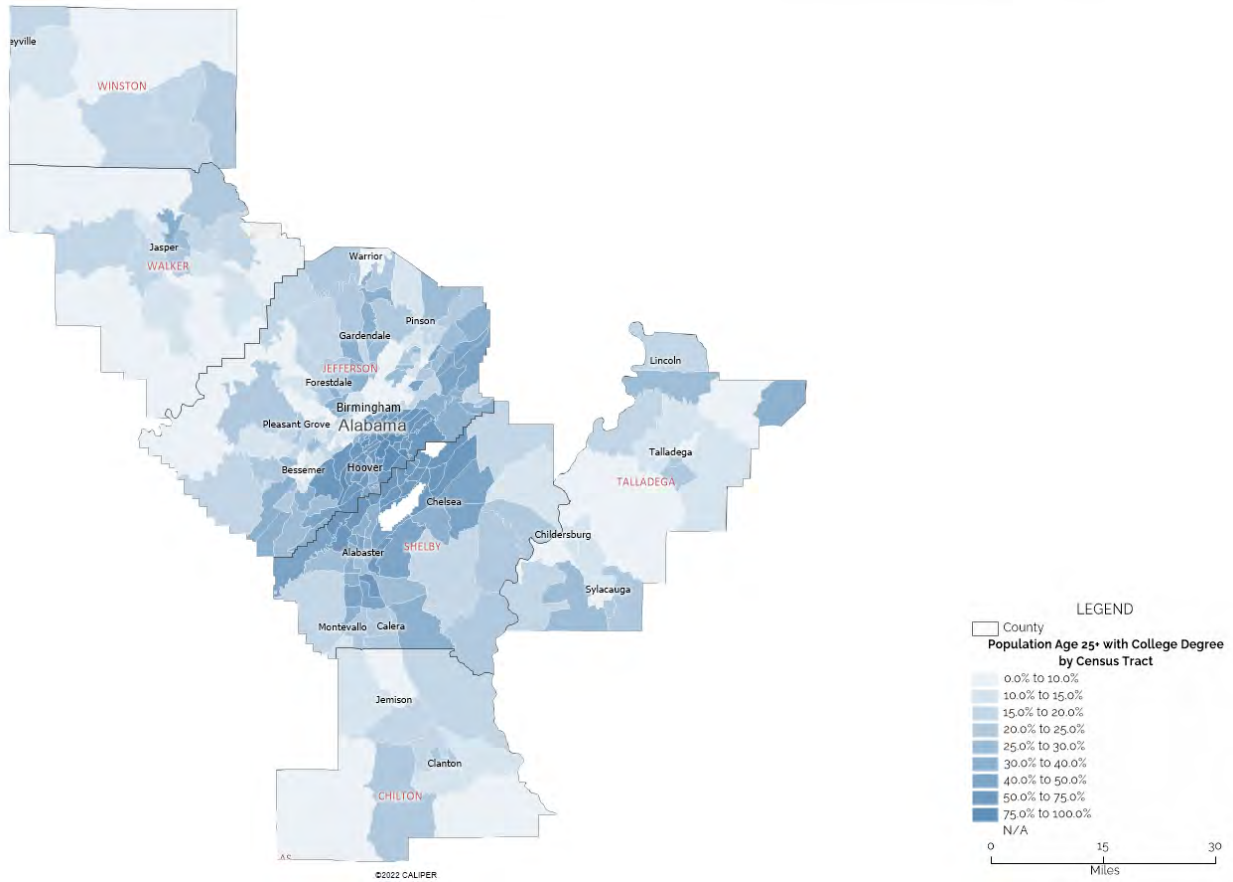 eyville
WINSTON
Jasper
WALKER
Warrior
Pinson
Gardendale
JEFFERSON
Forestdale
Lincoln
Birmingham
Pleasant Grove
Alabama
Talladega
Bessemer
Hoover
TALLADEGA
Chelsea
Childersburg
Alabaster
SHELBY
Sylacauga
Montevallo
Calera
Jemison
Clanton
CHILTON
AS
©2022 CALIPER
LEGEND
County
Population Age 25+ with College Degree
by Census Tract
0.0% to 10.0%
10.0% to 15.0%
15.0% to 20.0%
20.0% to 25.0%
25.0% to 30.0%
30.0% to 40.0%
40.0% to 50.0%
50.0% to 75.0%
75.0% to 100.0%
N/A
0 15 30
Miles